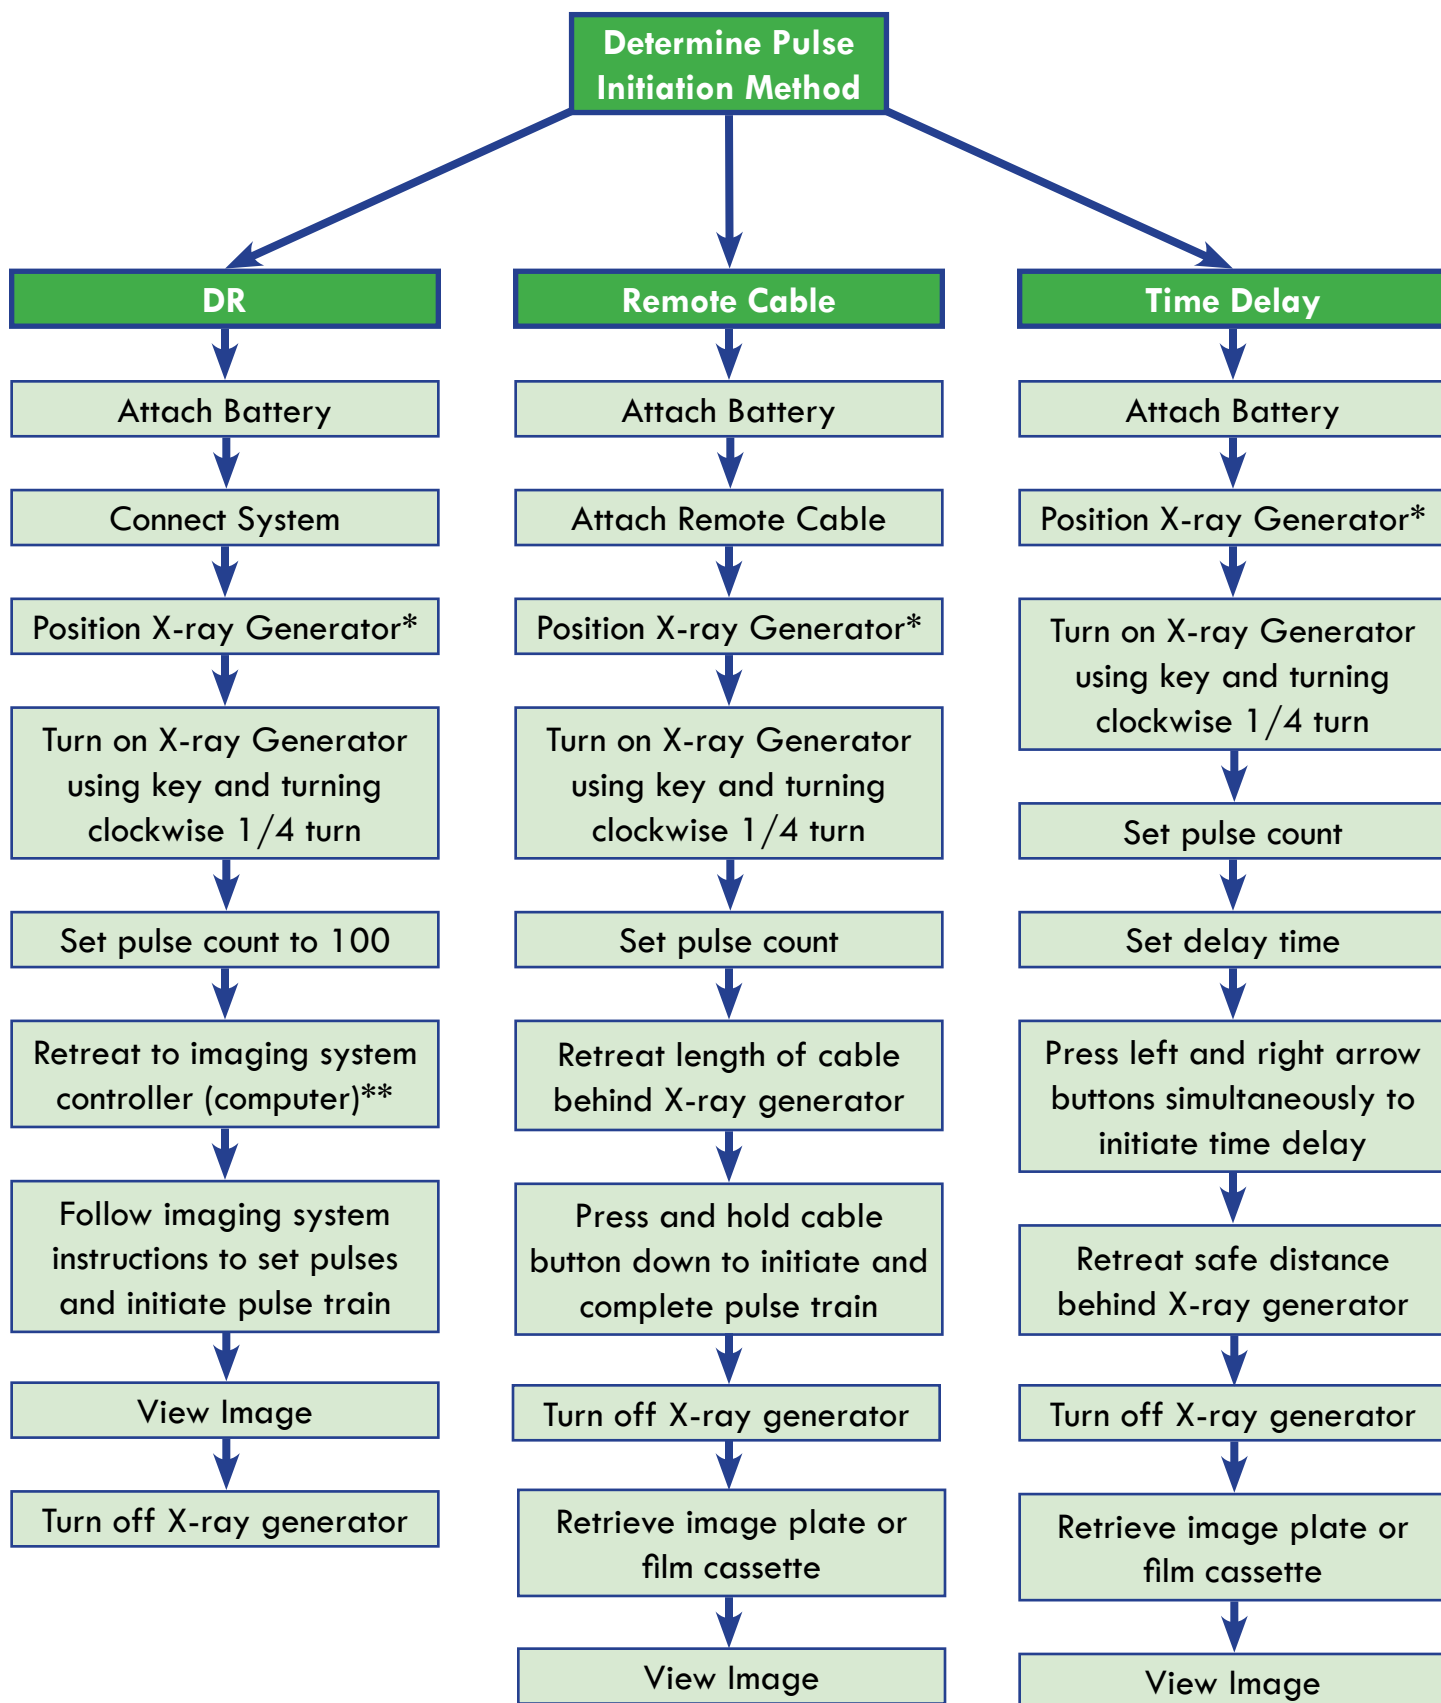 Determine Pulse
Initiation Method
DR
Attach Battery
Connect System
Position X-ray Generator*
Turn on X-ray Generator
using key and turning
clockwise 1/4 turn
Set pulse count to 100
Retreat to imaging system
controller (computer)**
Follow imaging system
instructions to set pulses
and initiate pulse train
View Image
Turn off X-ray generator
Remote Cable
Attach Battery
Attach Remote Cable
Position X-ray Generator*
Turn on X-ray Generator
using key and turning
clockwise 1/4 turn
Set pulse count
Retreat length of cable
behind X-ray generator
Press and hold cable
button down to initiate and
complete pulse train
Turn off X-ray generator
Retrieve image plate or
film cassette
View Image
Time Delay
Attach Battery
Position X-ray Generator*
Turn on X-ray Generator
using key and turning
clockwise 1/4 turn
Set pulse count
Set delay time
Press left and right arrow
buttons simultaneously to
initiate time delay
Retreat safe distance
behind X-ray generator
Turn off X-ray generator
Retrieve image plate or
film cassette
View Image